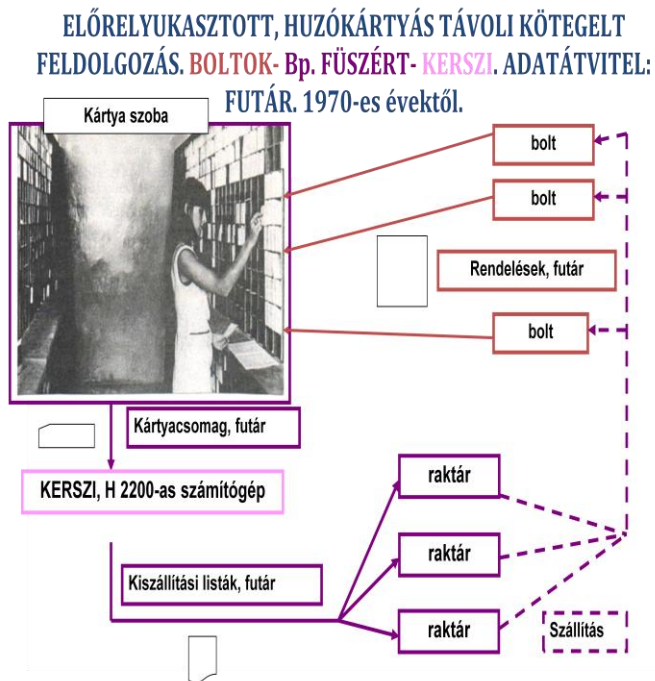 ELŐRELYUKASZTOTT, HUZÓKÁRTYÁS TÁVOLI KÖTEGELT
FELDOLGOZÁS. BOLTOK- Bp. FÜSZÉRT- KERSZI. ADATÁTVITEL:
FUTÁR. 1970-es évektől.
Kártya szoba
bolt
bolt
Rendelések, futár
bolt
Kártyacsomag, futár
KERSZI, H 2200-as számítógép
raktár
raktár
Kiszállítási listák, futár
raktár
Szállítás